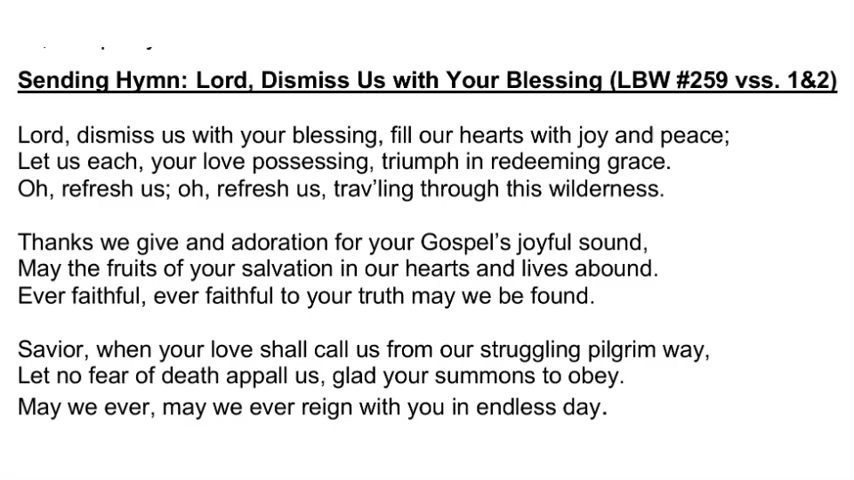 Sending Hymn: Lord, Dismiss Us with Your Blessing (LBW #259 vss. 1&2)
Lord, dismiss us with your blessing, fill our hearts with joy and peace;
Let us each, your love possessing, triumph in redeeming grace.
Oh, refresh us; oh, refresh us, trav’ling through this wilderness.
Thanks we give and adoration for your Gospel’s joyful sound,
May the fruits of your salvation in our hearts and lives abound.
Ever faithful, ever faithful to your truth may we be found.
Savior, when your love shall call us from our struggling pilgrim way,
Let no fear of death appall us, glad your summons to obey.
May we ever, may we ever reign with you in endless day.